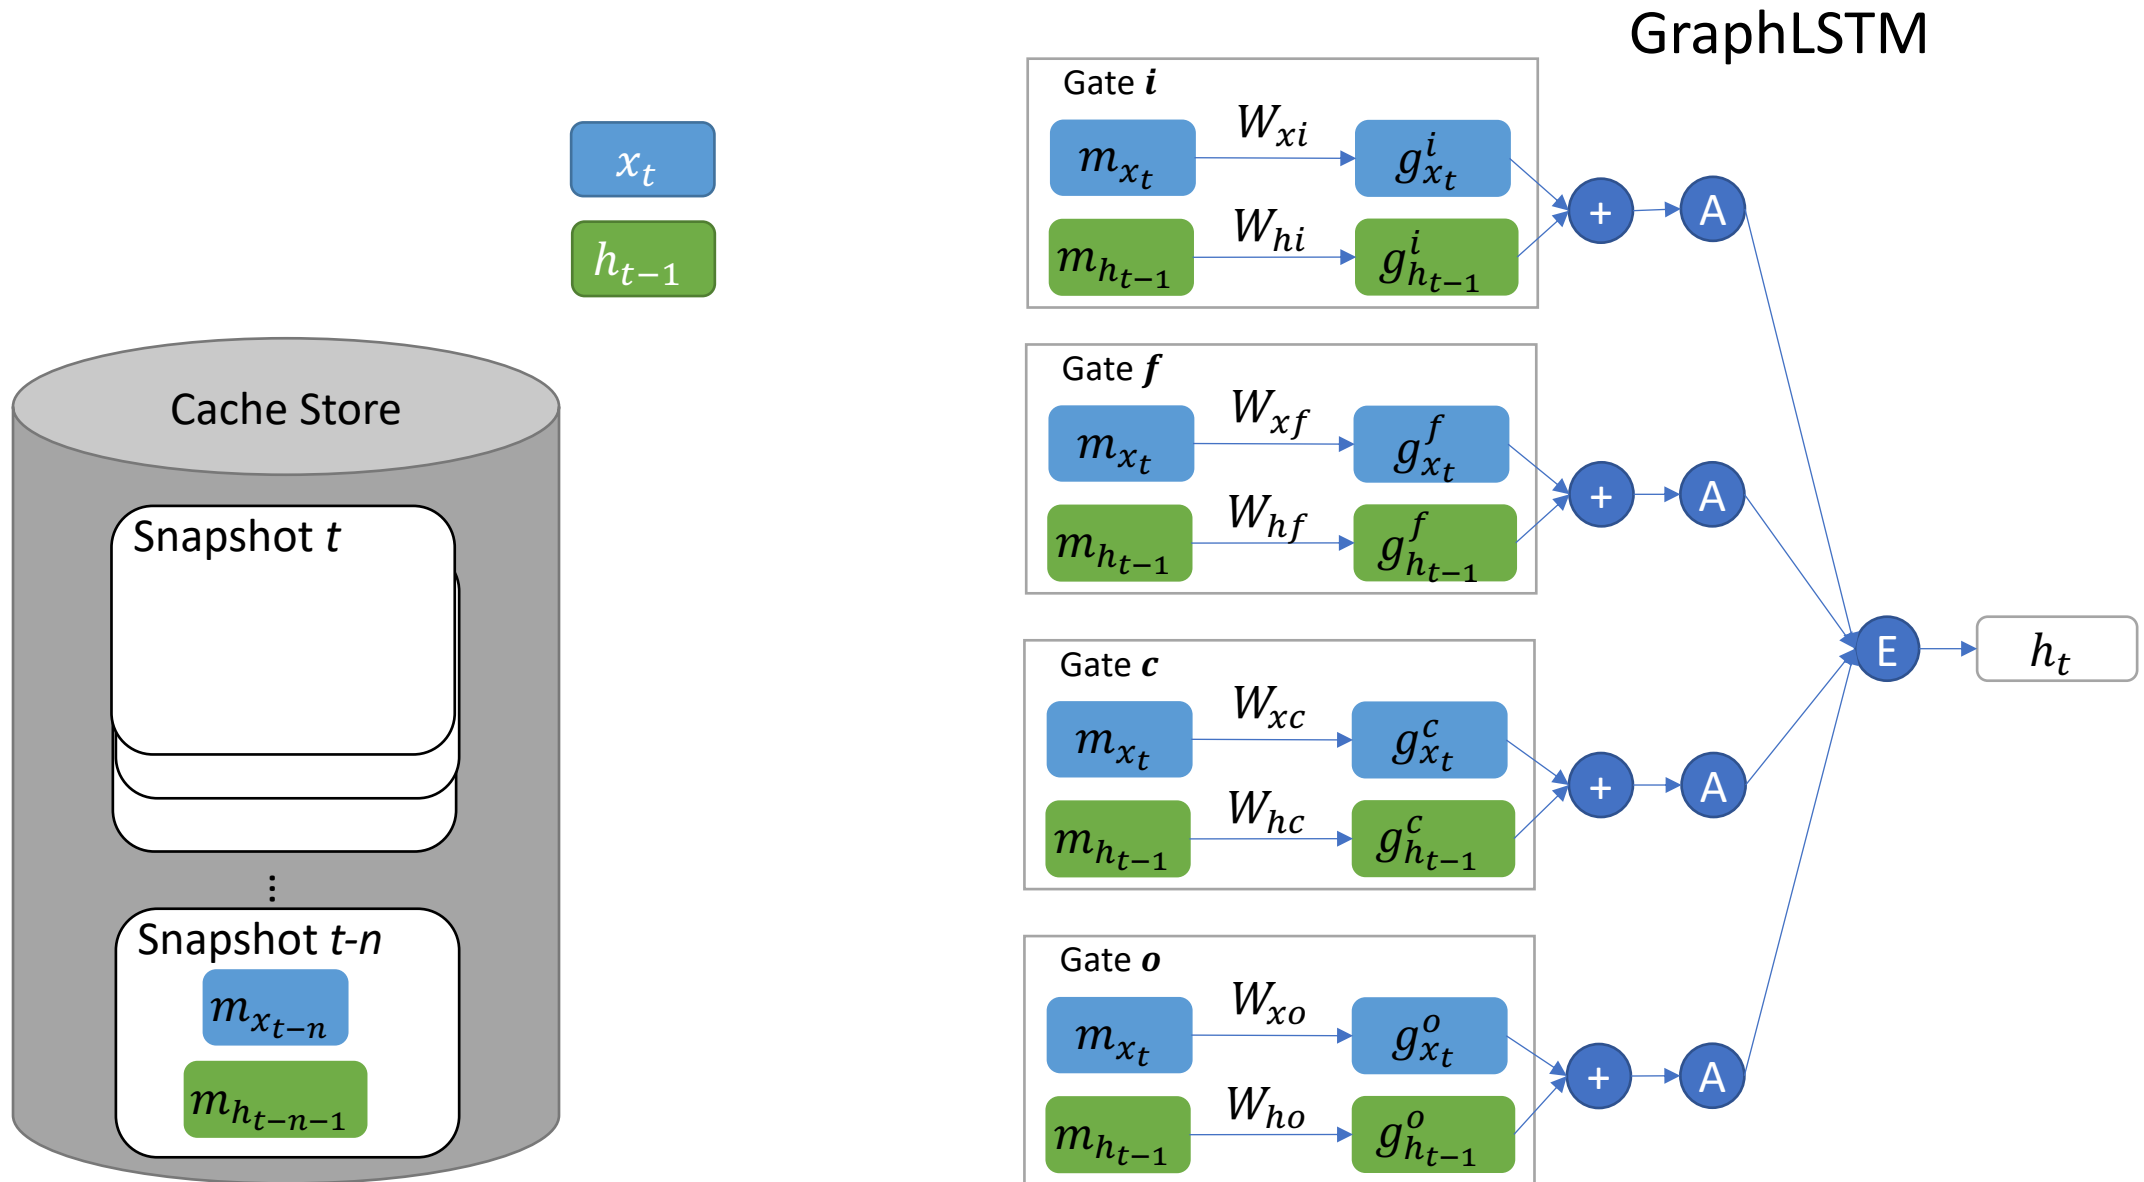 GraphLSTM
x_t
h_{t−1}
Cache Store
Snapshot t
⋮
Snapshot t-n
m_{x_{t−n}}
m_{h_{t−n−1}}
Gate i
m_{x_t} W_{xi} g^i_{x_t}
m_{h_{t−1}} W_{hi} g^i_{h_{t−1}}
+ A
Gate f
m_{x_t} W_{xf} g^f_{x_t}
m_{h_{t−1}} W_{hf} g^f_{h_{t−1}}
+ A
Gate c
m_{x_t} W_{xc} g^c_{x_t}
m_{h_{t−1}} W_{hc} g^c_{h_{t−1}}
+ A
Gate o
m_{x_t} W_{xo} g^o_{x_t}
m_{h_{t−1}} W_{ho} g^o_{h_{t−1}}
+ A
E
h_t